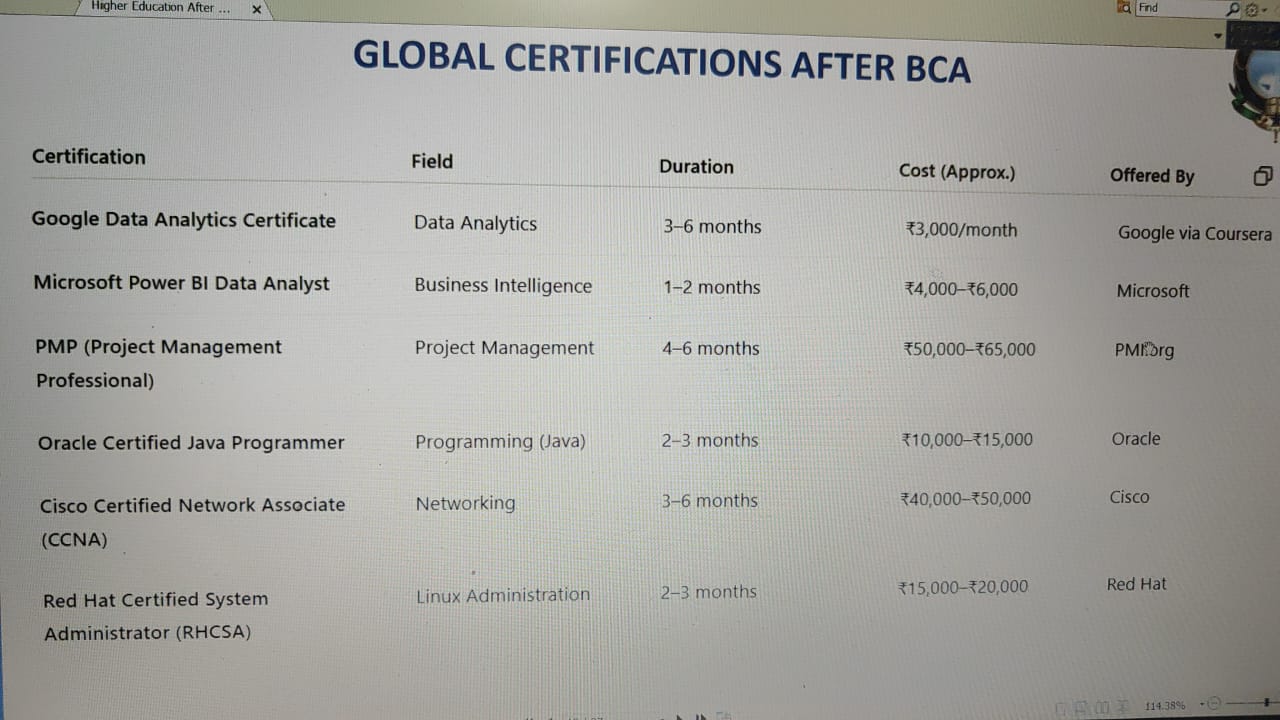 Higher Education After ...
Find
GLOBAL CERTIFICATIONS AFTER BCA
Certification Field Duration Cost (Approx.) Offered By
Google Data Analytics Certificate Data Analytics 3–6 months ₹3,000/month Google via Coursera
Microsoft Power BI Data Analyst Business Intelligence 1–2 months ₹4,000–₹6,000 Microsoft
PMP (Project Management Project Management 4–6 months ₹50,000–₹65,000
Professional)
Oracle Certified Java Programmer Programming (Java) 2–3 months ₹10,000–₹15,000 Oracle
Cisco Certified Network Associate Networking 3–6 months ₹40,000–₹50,000 Cisco
(CCNA)
Red Hat Certified System Linux Administration 2–3 months ₹15,000–₹20,000 Red Hat
Administrator (RHCSA)
114.38%